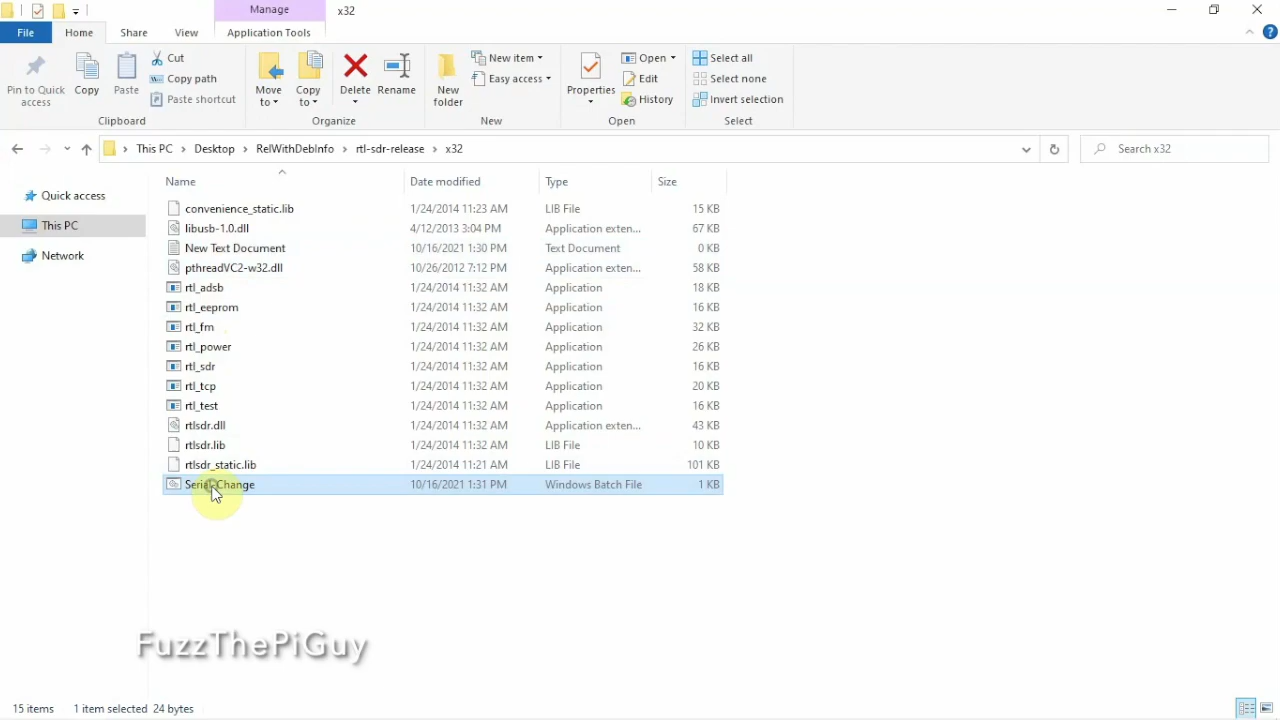 Manage
x32
File
Home
Share
View
Application Tools
Pin to Quick access
Copy
Paste
Cut
Copy path
Paste shortcut
Clipboard
Move to
Copy to
Delete
Rename
Organize
New folder
New item
Easy access
New
Properties
Open
Edit
History
Open
Select all
Select none
Invert selection
Select
This PC
Desktop
RelWithDebInfo
rtl-sdr-release
x32
Search x32
Quick access
This PC
Network
Name Date modified Type Size
convenience_static.lib 1/24/2014 11:23 AM LIB File 15 KB
libusb-1.0.dll 4/12/2013 3:04 PM Application exten... 67 KB
New Text Document 10/16/2021 1:30 PM Text Document 0 KB
pthreadVC2-w32.dll 10/26/2012 7:12 PM Application exten... 58 KB
rtl_adsb 1/24/2014 11:32 AM Application 18 KB
rtl_eeprom 1/24/2014 11:32 AM Application 16 KB
rtl_fm 1/24/2014 11:32 AM Application 32 KB
rtl_power 1/24/2014 11:32 AM Application 26 KB
rtl_sdr 1/24/2014 11:32 AM Application 16 KB
rtl_tcp 1/24/2014 11:32 AM Application 20 KB
rtl_test 1/24/2014 11:32 AM Application 16 KB
rtlsdr.dll 1/24/2014 11:32 AM Application exten... 43 KB
rtlsdr.lib 1/24/2014 11:32 AM LIB File 10 KB
rtlsdr_static.lib 1/24/2014 11:21 AM LIB File 101 KB
Serial Change 10/16/2021 1:31 PM Windows Batch File 1 KB
FuzzThePiGuy
15 items 1 item selected 24 bytes